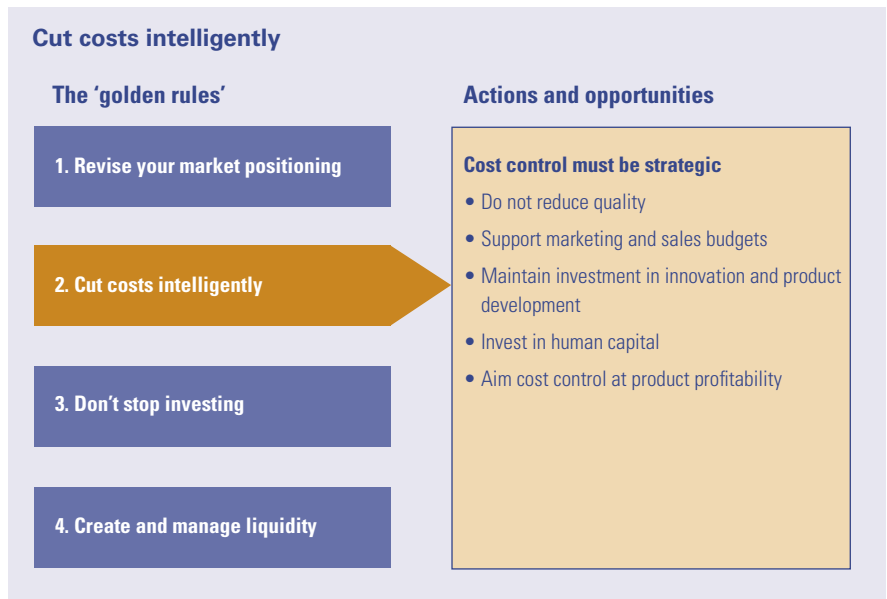 Cut costs intelligently
The ‘golden rules’
1. Revise your market positioning
2. Cut costs intelligently
3. Don’t stop investing
4. Create and manage liquidity
Actions and opportunities
Cost control must be strategic
• Do not reduce quality
• Support marketing and sales budgets
• Maintain investment in innovation and product
development
• Invest in human capital
• Aim cost control at product profitability